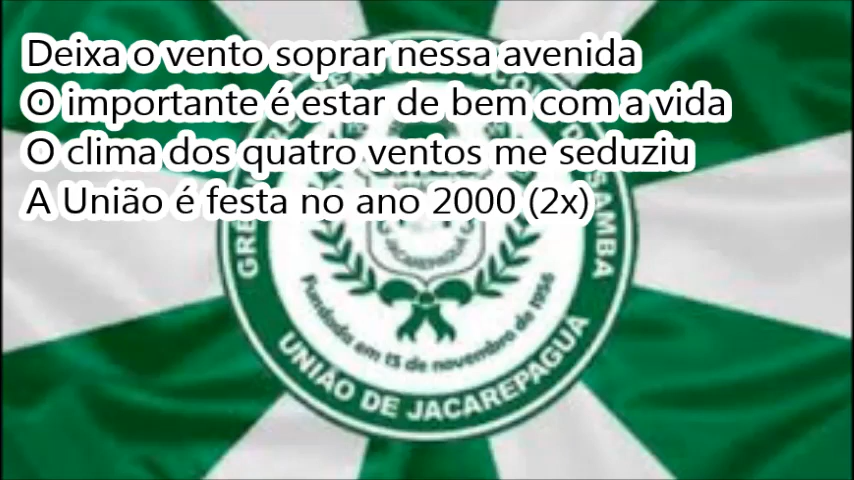 Deixa o vento soprar nessa avenida
O importante é estar de bem com a vida
O clima dos quatro ventos me seduziu
A União é festa no ano 2000 (2x)
SAMBA
JACAREPAGUÁ
Fundada em 15 de novembro de 1956
UNIÃO DE JACAREPAGUÁ